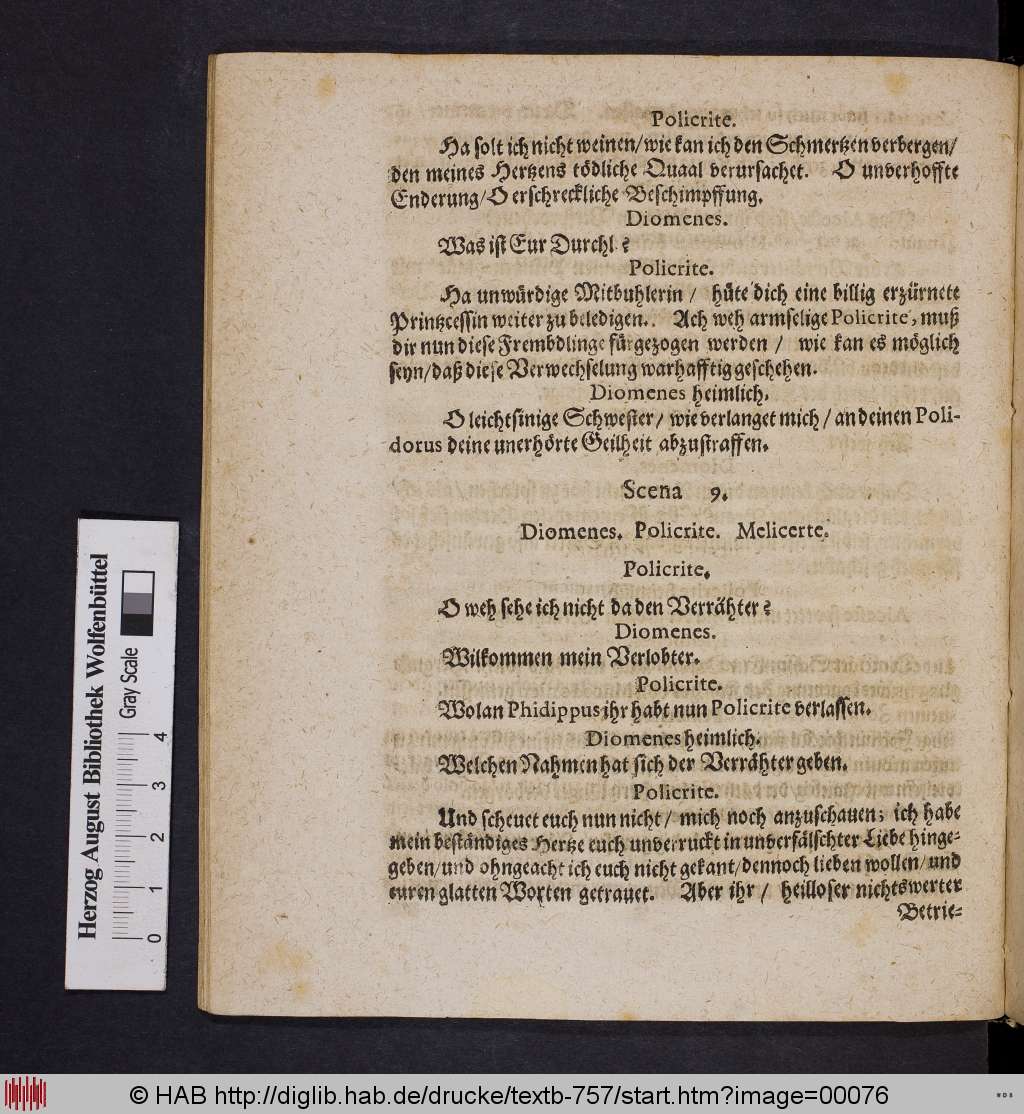 Policrite.
Ha solt ich nicht weinen/ wie kan ich den Schmertzen verbergen/
den meines Hertzens tödliche Quaal verursachet. O unverhoffte
Enderung/ O erschreckliche Beschimpffung.
Diomenes.
Was ist Eur Durchl?
Policrite.
Ha unwürdige Mitbuhlerin / hüte dich eine billig erzürnete
Printzcessin weiter zu beledigen. Ach weh armselige Policrite, muß
dir nun diese Frembdlinge fürgezogen werden / wie kan es möglich
seyn/ daß diese Verwechselung warhafftig geschehen.
Diomenes heimlich.
O leichtsinige Schwester / wie verlanget mich / an deinen Poli-
dorus deine unerhörte Geilheit abzustraffen.
Scena 9.
Diomenes. Policrite. Melicerte.
Policrite.
O weh sehe ich nicht da den Verrähter?
Diomenes.
Wilkommen mein Verlobter.
Policrite.
Wolan Phidippus ihr habt nun Policrite verlassen.
Diomenes heimlich.
Welchen Nahmen hat sich der Verrähter geben.
Policrite.
Und scheuet euch nun nicht / mich noch anzuschauen; ich habe
mein beständiges Hertze euch unverruckt in unverfälschter Liebe hinge-
geben/ und ohngeacht ich euch nicht gekant/ dennoch lieben wollen/ und
euren glatten Worten getrauet. Aber ihr / heilloser nichtswerter
Betrie-
Herzog August Bibliothek Wolfenbüttel
Gray Scale
0 1 2 3 4
© HAB http://diglib.hab.de/drucke/textb-757/start.htm?image=00076